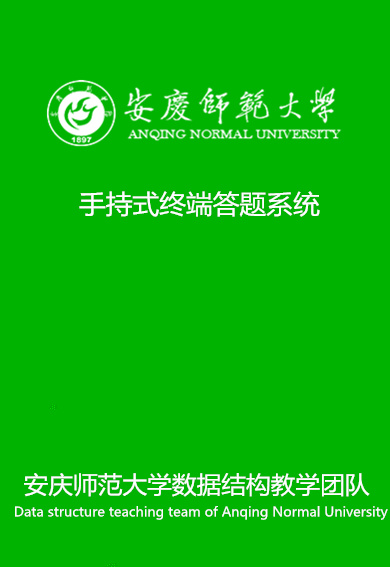 安慶師範大學
ANQING NORMAL UNIVERSITY
1897
手持式终端答题系统
安庆师范大学数据结构教学团队
Data structure teaching team of Anqing Normal University